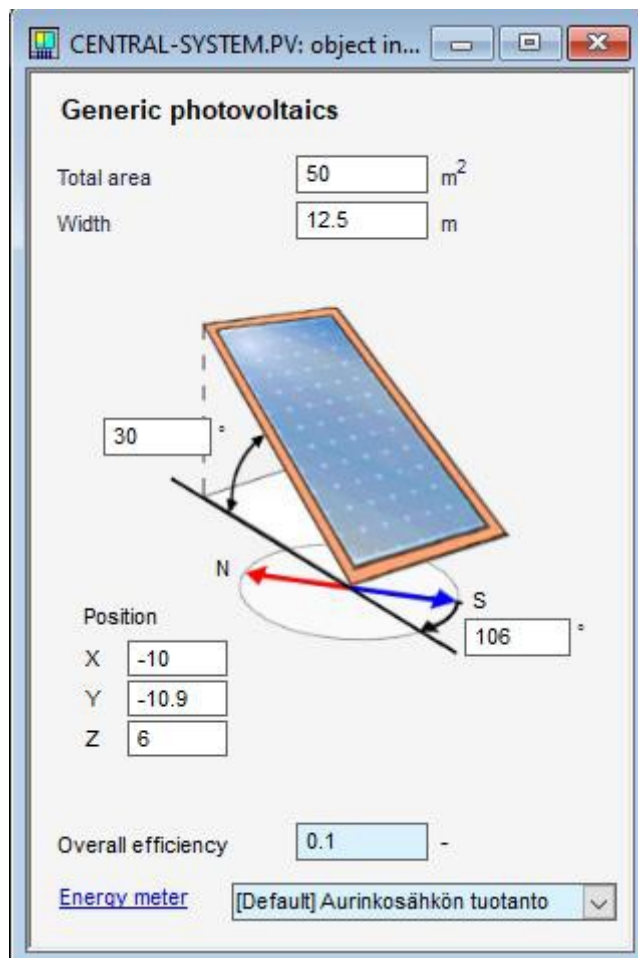 CENTRAL-SYSTEM.PV: object in...
Generic photovoltaics
Total area 50 m²
Width 12.5 m
30 °
N
S
106 °
Position
X -10
Y -10.9
Z 6
Overall efficiency 0.1 -
Energy meter [Default] Aurinkosähkön tuotanto